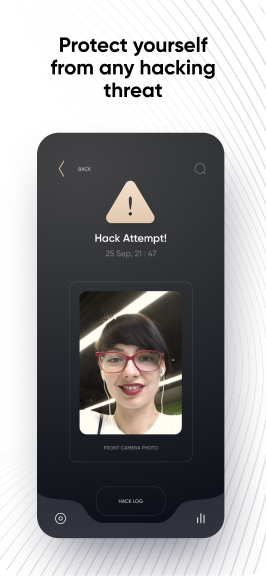 Protect yourself
from any hacking
threat
BACK
Hack Attempt!
25 Sep, 21 : 47
FRONT CAMERA PHOTO
HACK LOG